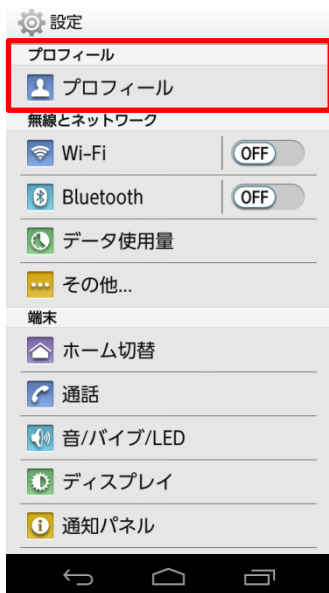 設定
プロフィール
プロフィール
無線とネットワーク
Wi-Fi OFF
Bluetooth OFF
データ使用量
その他...
端末
ホーム切替
通話
音/バイブ/LED
ディスプレイ
通知パネル